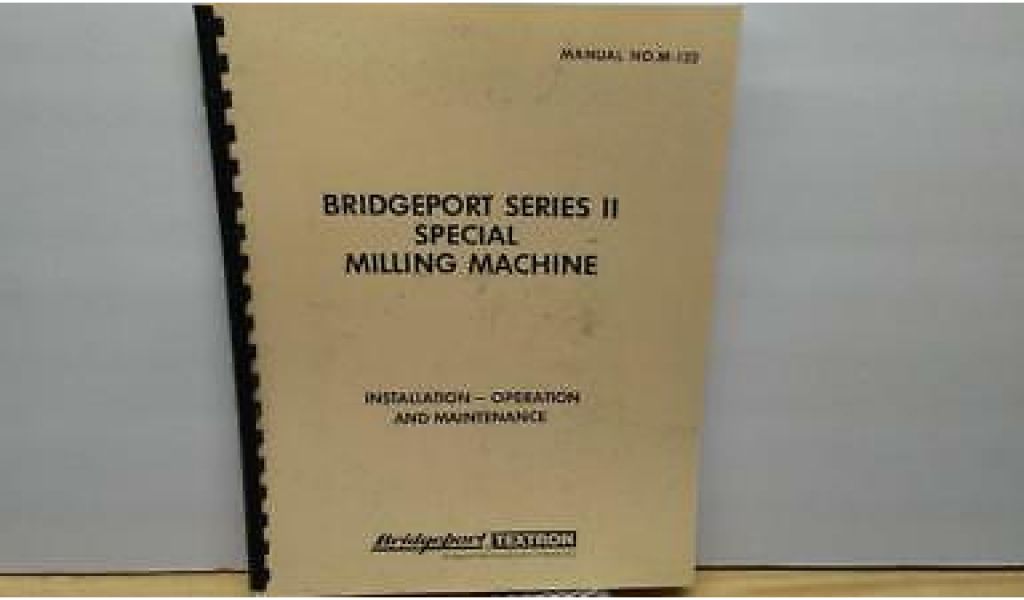 MANUAL NO.M-122
BRIDGEPORT SERIES II
SPECIAL
MILLING MACHINE
INSTALLATION – OPERATION
AND MAINTENANCE
Bridgeport TEXTRON